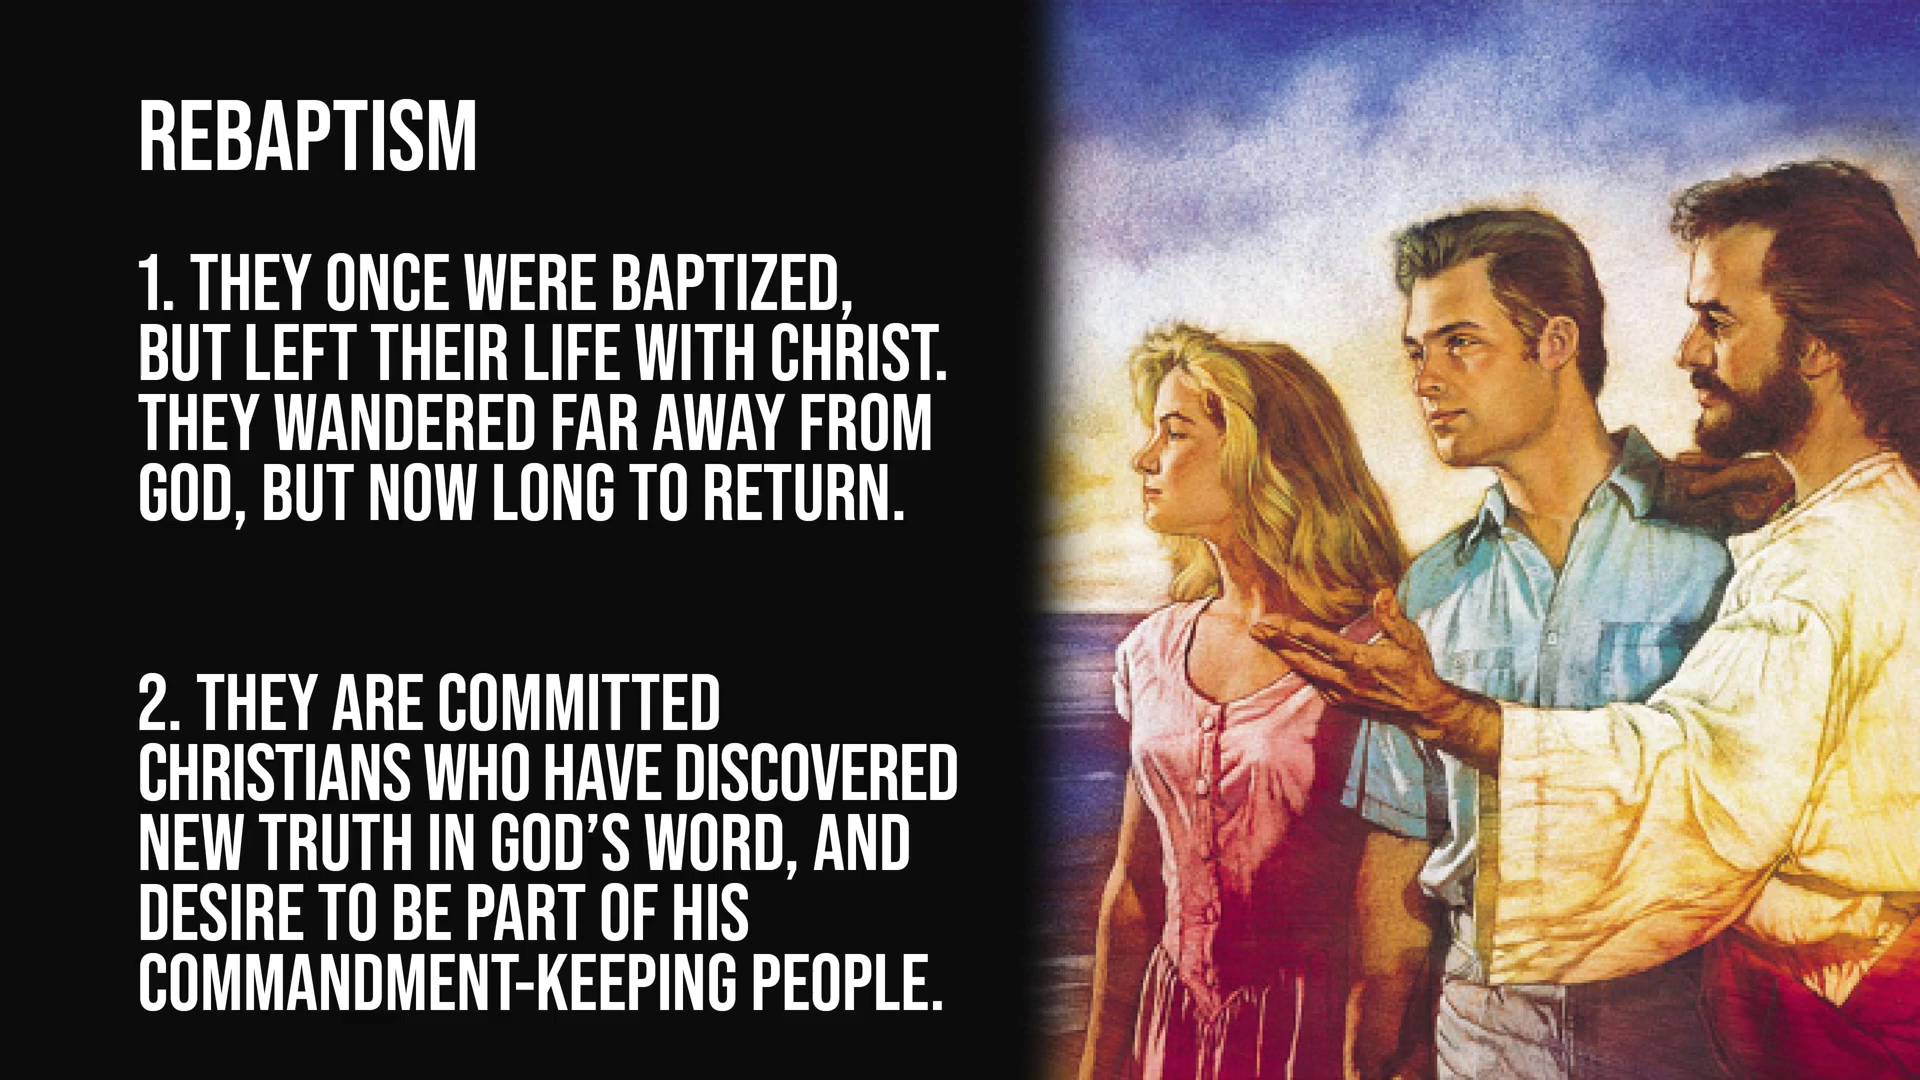 REBAPTISM
1. THEY ONCE WERE BAPTIZED,
BUT LEFT THEIR LIFE WITH CHRIST.
THEY WANDERED FAR AWAY FROM
GOD, BUT NOW LONG TO RETURN.
2. THEY ARE COMMITTED
CHRISTIANS WHO HAVE DISCOVERED
NEW TRUTH IN GOD’S WORD, AND
DESIRE TO BE PART OF HIS
COMMANDMENT-KEEPING PEOPLE.